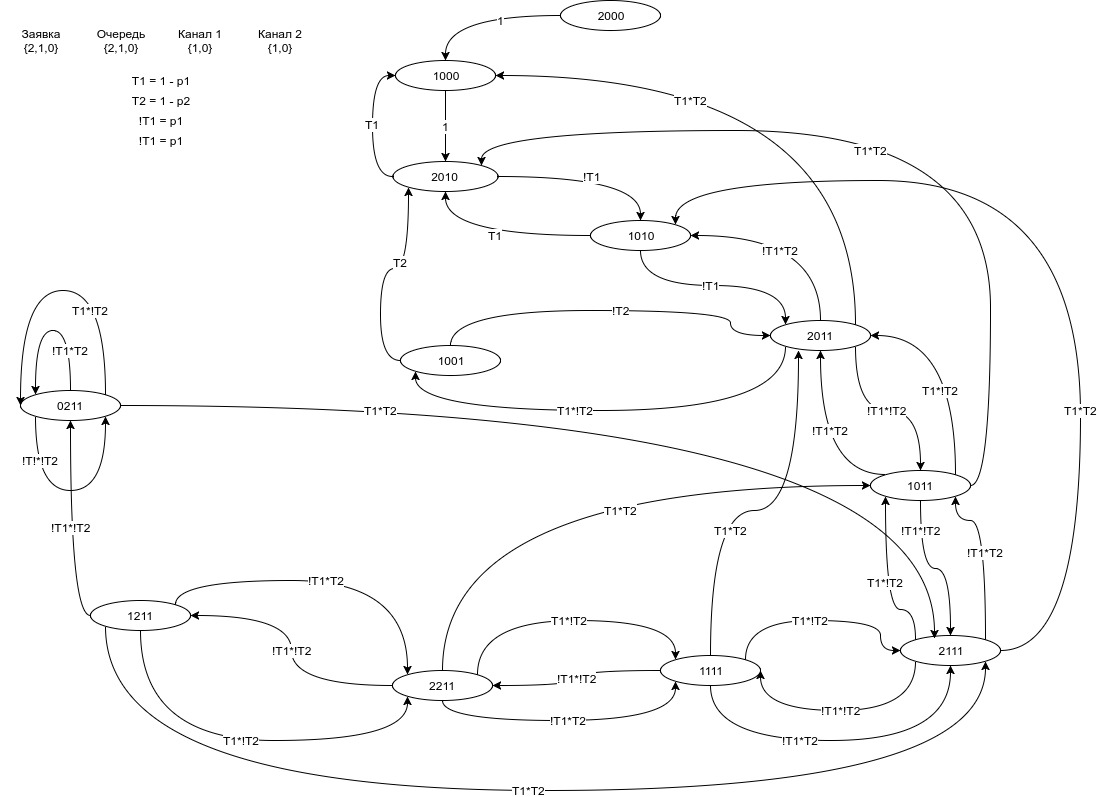 2000
1
Заявка Очередь Канал 1 Канал 2
{2,1,0} {2,1,0} {1,0} {1,0}
1000
T1 = 1 - p1
T2 = 1 - p2
!T1 = p1
!T1 = p1
T1*T2
T1
1
T1*T2
2010
!T1
T1
1010
T2
!T1*T2
!T1
T1*!T2
!T2
2011
!T1*T2
1001
T1*!T2
0211
T1*T2
T1*!T2
!T1*!T2
T1*T2
!T1*T2
!T!*!T2
1011
T1*T2
!T1*!T2
T1*T2
!T1*!T2
!T1*T2
!T1*T2
T1*!T2
1211
T1*!T2
T1*!T2
!T1*!T2
2111
1111
2211
!T1*!T2
!T1*T2
!T1*!T2
T1*!T2
!T1*T2
T1*T2